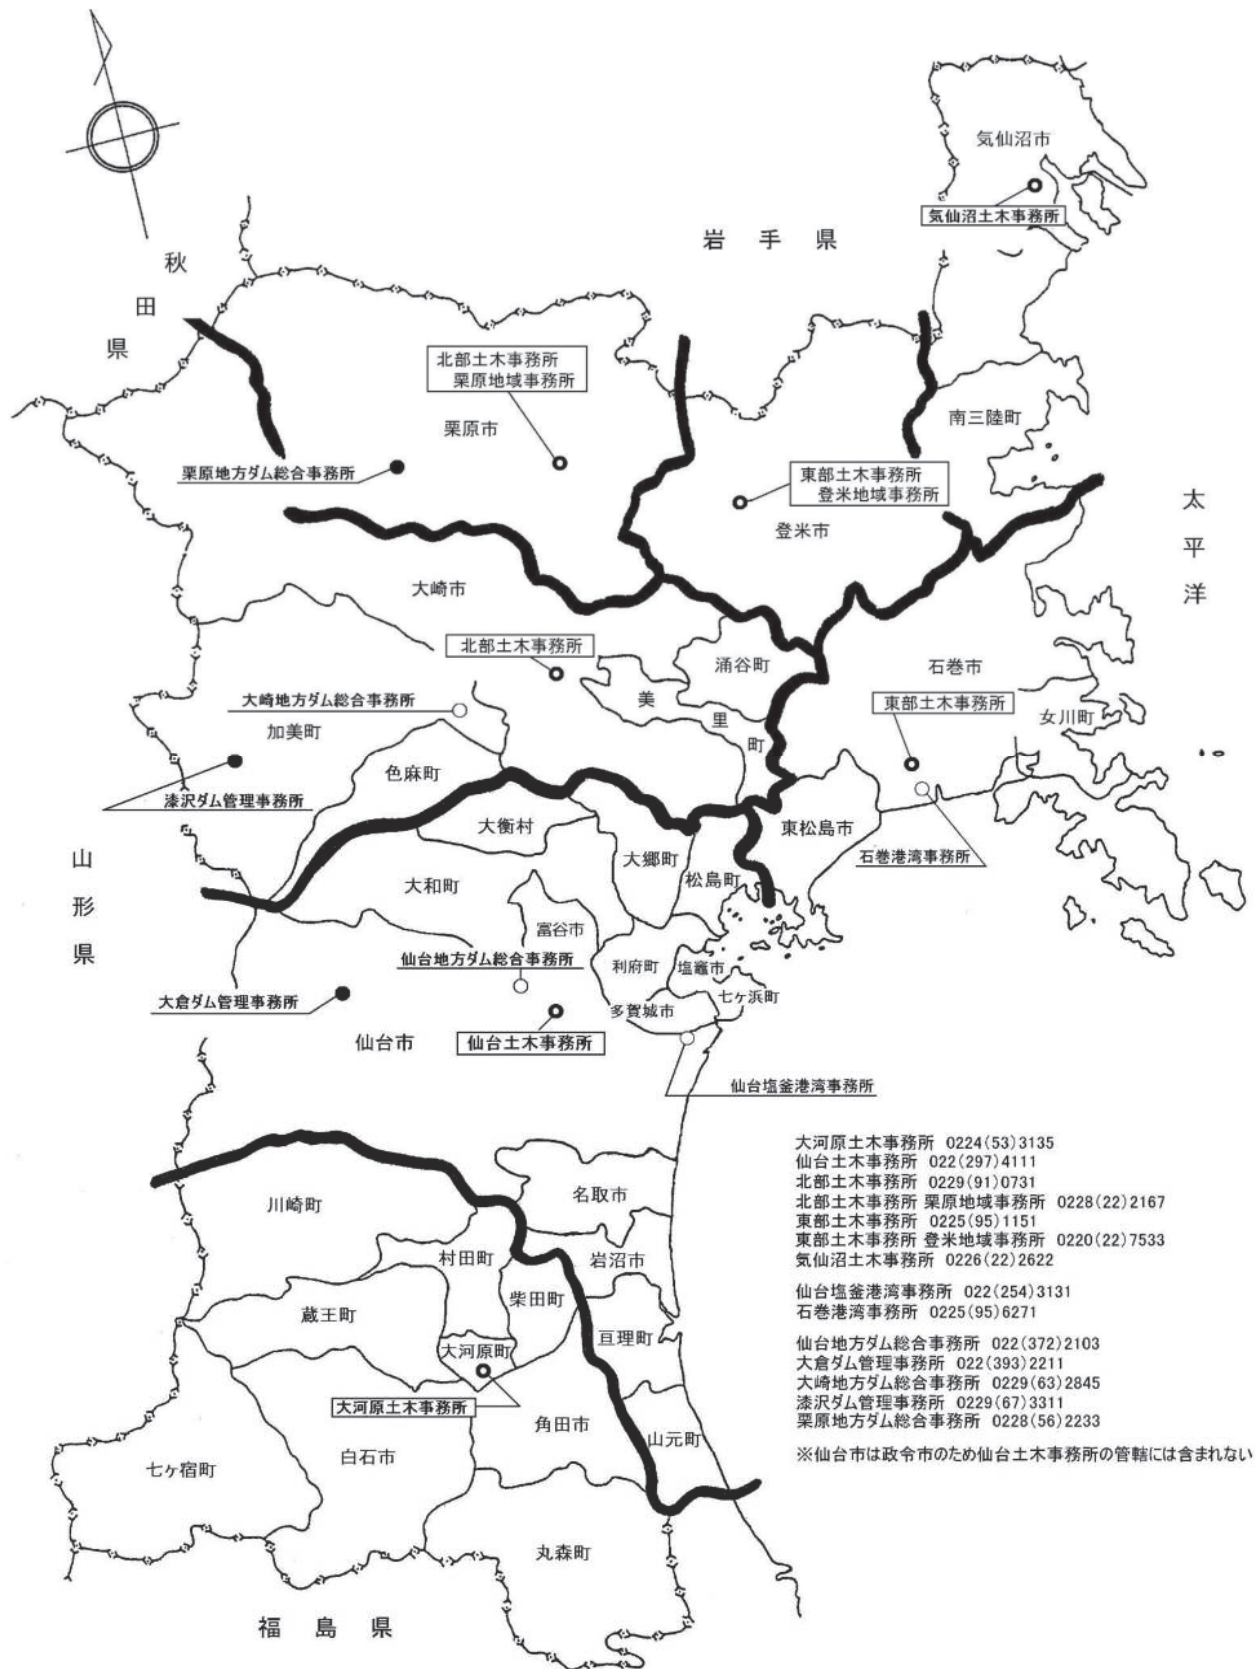 気仙沼市
気仙沼土木事務所
岩手県
秋田県
北部土木事務所
栗原地域事務所
栗原市
南三陸町
栗原地方ダム総合事務所
東部土木事務所
登米地域事務所
登米市
太平洋
大崎市
北部土木事務所
涌谷町
石巻市
美里町
大崎地方ダム総合事務所
東部土木事務所
女川町
加美町
色麻町
漆沢ダム管理事務所
大衡村
東松島市
大郷町
石巻港湾事務所
山形県
大和町
松島町
富谷市
仙台地方ダム総合事務所
利府町
塩竈市
大倉ダム管理事務所
七ヶ浜町
多賀城市
仙台市
仙台土木事務所
仙台塩釜港湾事務所
大河原土木事務所 0224(53)3135
仙台土木事務所 022(297)4111
北部土木事務所 0229(91)0731
北部土木事務所 栗原地域事務所 0228(22)2167
東部土木事務所 0225(95)1151
東部土木事務所 登米地域事務所 0220(22)7533
気仙沼土木事務所 0226(22)2622
仙台塩釜港湾事務所 022(254)3131
石巻港湾事務所 0225(95)6271
仙台地方ダム総合事務所 022(372)2103
大倉ダム管理事務所 022(393)2211
大崎地方ダム総合事務所 0229(63)2845
漆沢ダム管理事務所 0229(67)3311
栗原地方ダム総合事務所 0228(56)2233
※仙台市は政令市のため仙台土木事務所の管轄には含まれない
川崎町
名取市
村田町
岩沼市
蔵王町
柴田町
亘理町
大河原町
大河原土木事務所
角田市
山元町
白石市
七ヶ宿町
丸森町
福島県